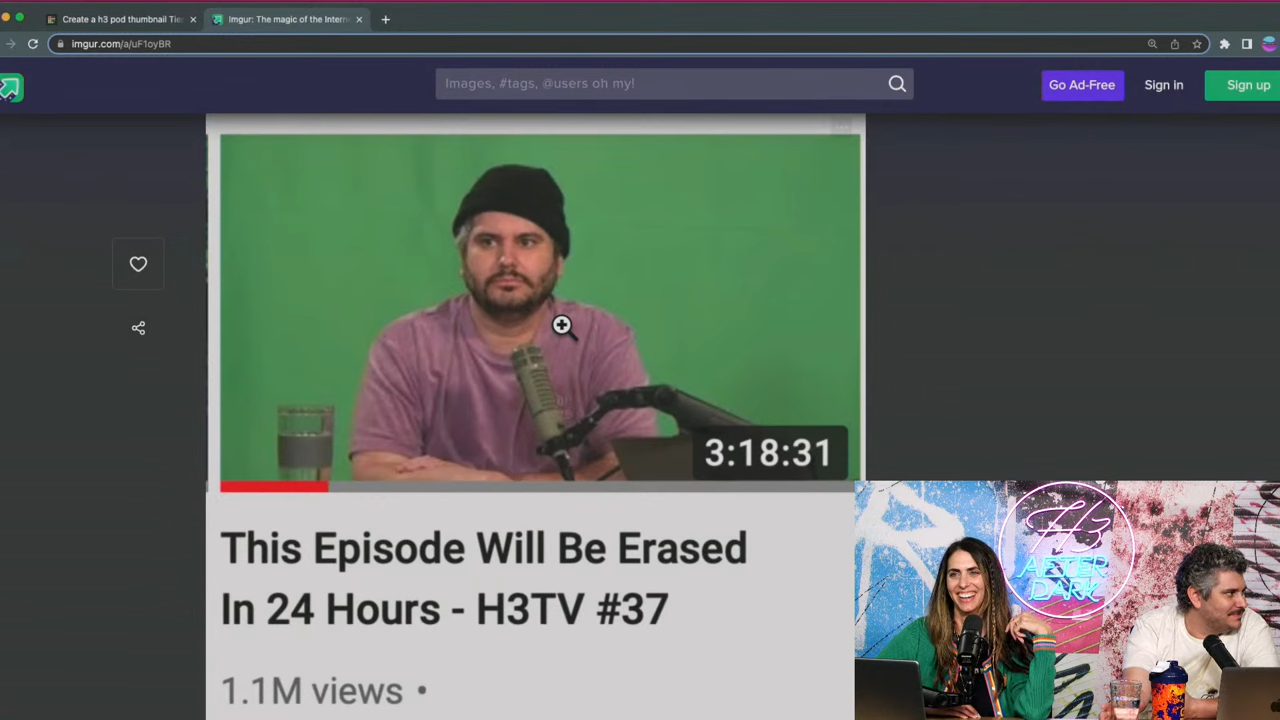 Create a h3 pod thumbnail Tier
Imgur: The magic of the Intern
imgur.com/a/uF1oyBR
Images, #tags, @users oh my!
Go Ad-Free
Sign in
Sign up
3:18:31
This Episode Will Be Erased
In 24 Hours - H3TV #37
1.1M views •
H3
AFTER
DARK